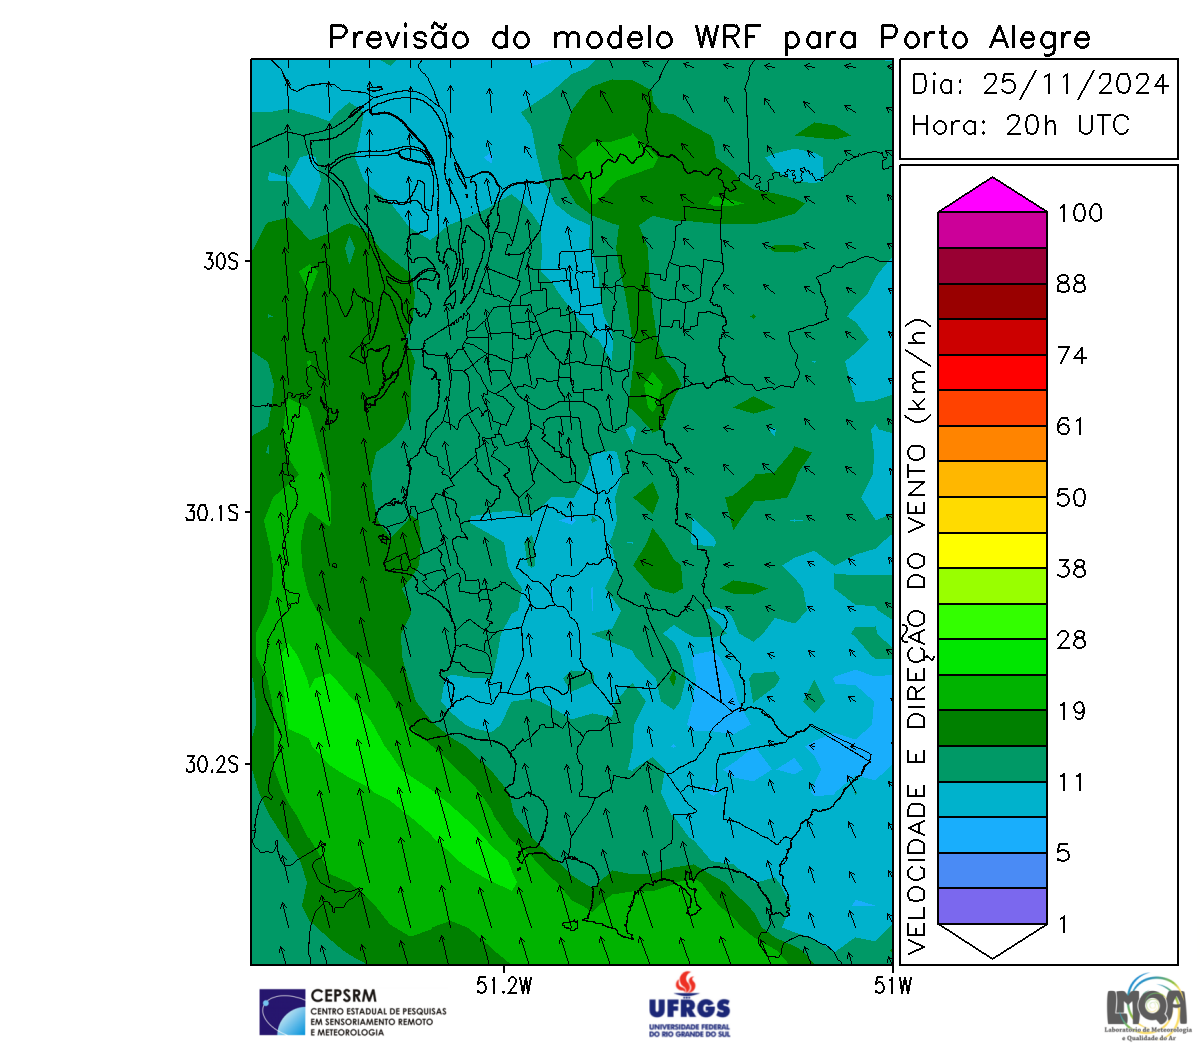 Previsão do modelo WRF para Porto Alegre
Dia: 25/11/2024
Hora: 20h UTC
VELOCIDADE E DIREÇÃO DO VENTO (km/h)
100
88
74
61
50
38
28
19
11
5
1
30S
30.1S
30.2S
51.2W
51W
CEPSRM
CENTRO ESTADUAL DE PESQUISAS
EM SENSORIAMENTO REMOTO
E METEOROLOGIA
UFRGS
UNIVERSIDADE FEDERAL
DO RIO GRANDE DO SUL
LMQA
Laboratório de Meteorologia
e Qualidade do Ar